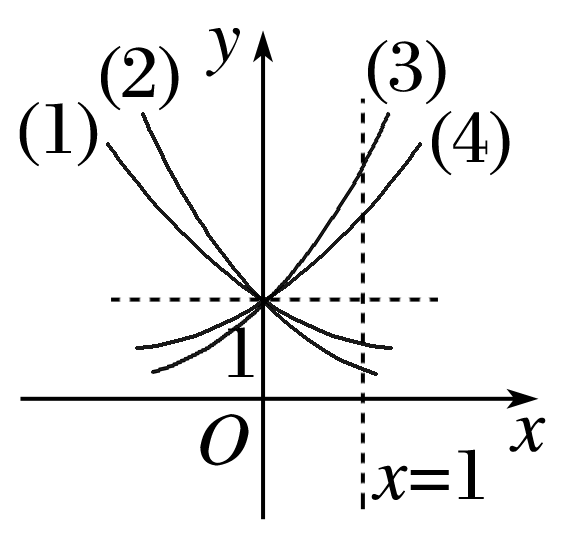 y
(2)
(3)
(1)
(4)
1
O
x
x=1